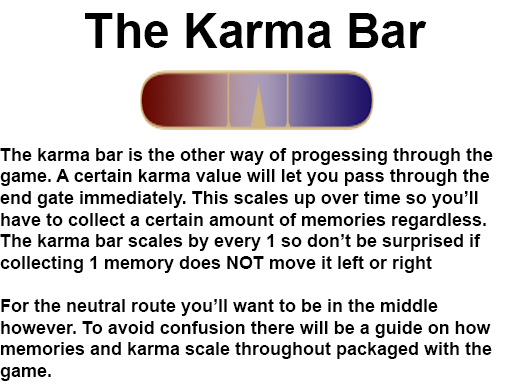 The Karma Bar
The karma bar is the other way of progessing through the
game. A certain karma value will let you pass through the
end gate immediately. This scales up over time so you'll
have to collect a certain amount of memories regardless.
The karma bar scales by every 1 so don't be surprised if
collecting 1 memory does NOT move it left or right
For the neutral route you'll want to be in the middle
however. To avoid confusion there will be a guide on how
memories and karma scale throughout packaged with the
game.